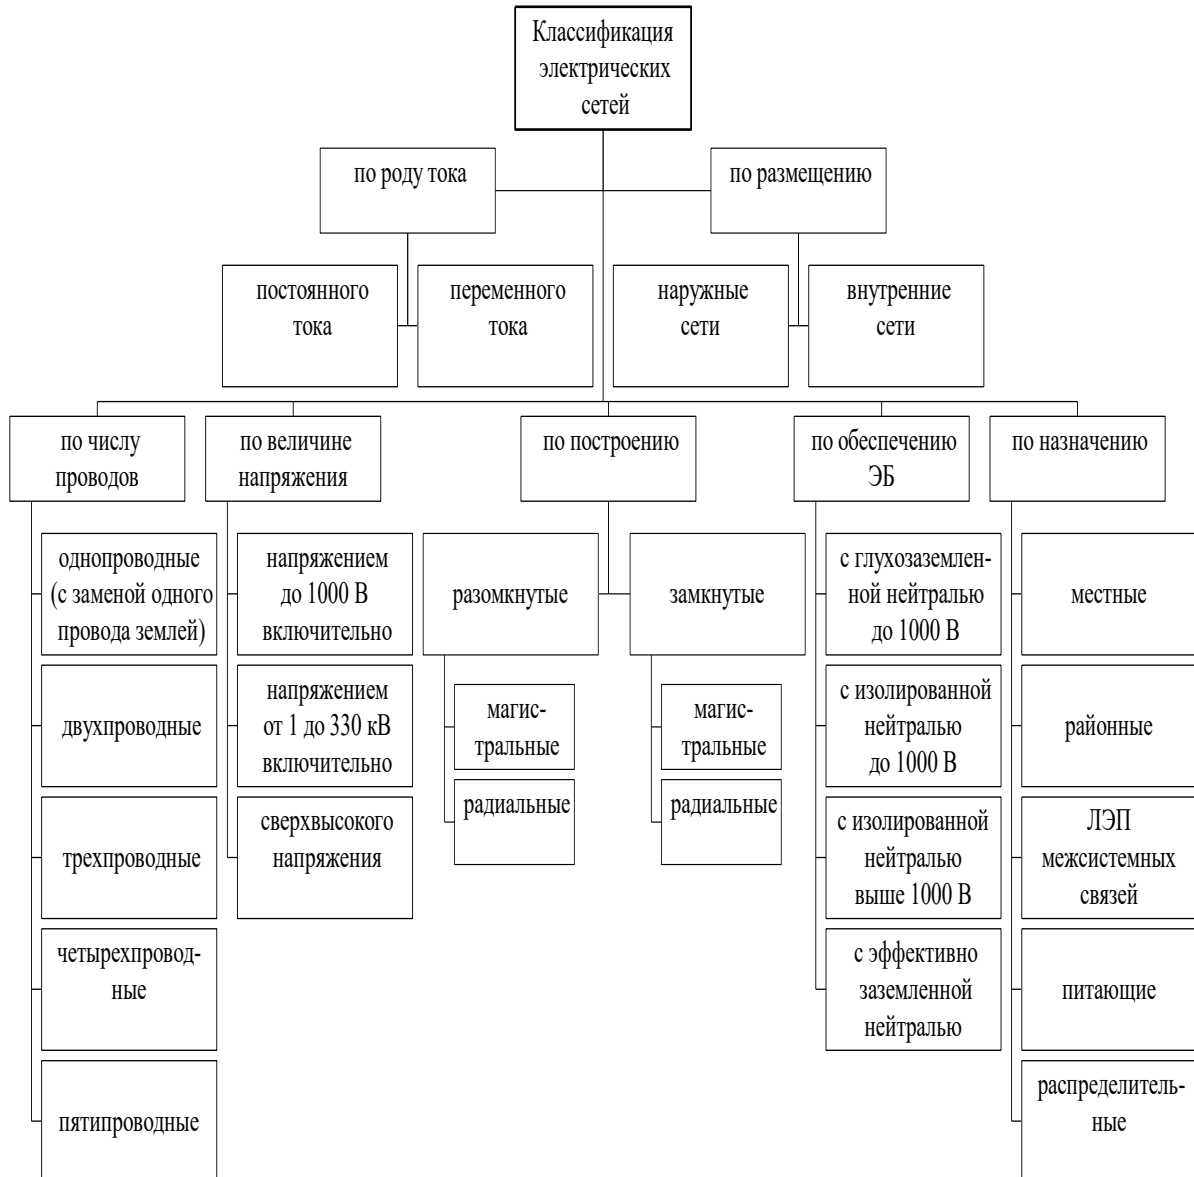 Классификация
электрических
сетей
по роду тока
по размещению
постоянного
тока
переменного
тока
наружные
сети
внутренние
сети
по числу
проводов
по величине
напряжения
по построению
по обеспечению
ЭБ
по назначению
однопроводные
(с заменой одного
провода землей)
двухпроводные
трехпроводные
четырехпровод-
ные
пятипроводные
напряжением
до 1000 В
включительно
напряжением
от 1 до 330 кВ
включительно
сверхвысокого
напряжения
разомкнутые
магис-
тральные
радиальные
замкнутые
магис-
тральные
радиальные
с глухозаземлен-
ной нейтралью
до 1000 В
с изолированной
нейтралью
до 1000 В
с изолированной
нейтралью
выше 1000 В
с эффективно
заземленной
нейтралью
местные
районные
ЛЭП
межсистемных
связей
питающие
распределитель-
ные